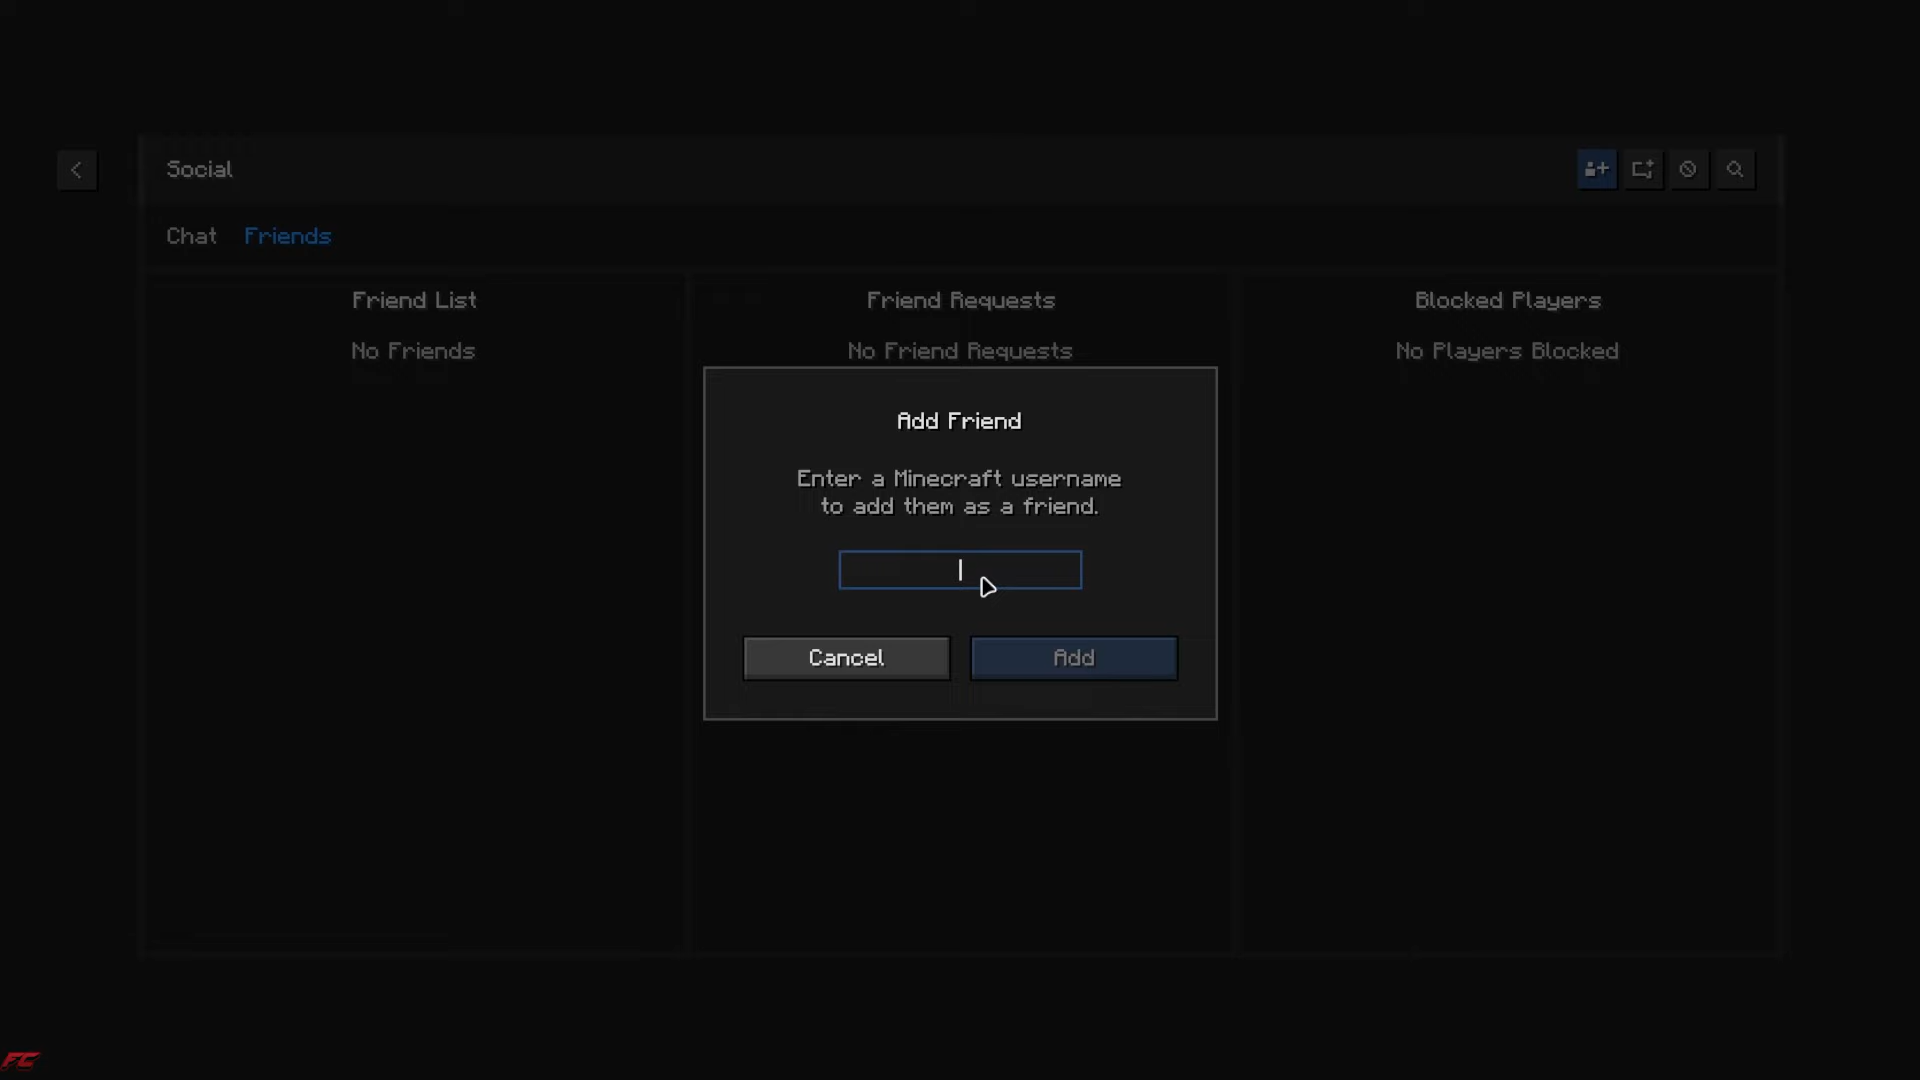 Social
Chat
Friends
Friend List
Friend Requests
Blocked Players
No Friends
No Friend Requests
No Players Blocked
Add Friend
Enter a Minecraft username
to add them as a friend.
Cancel
Add
FC